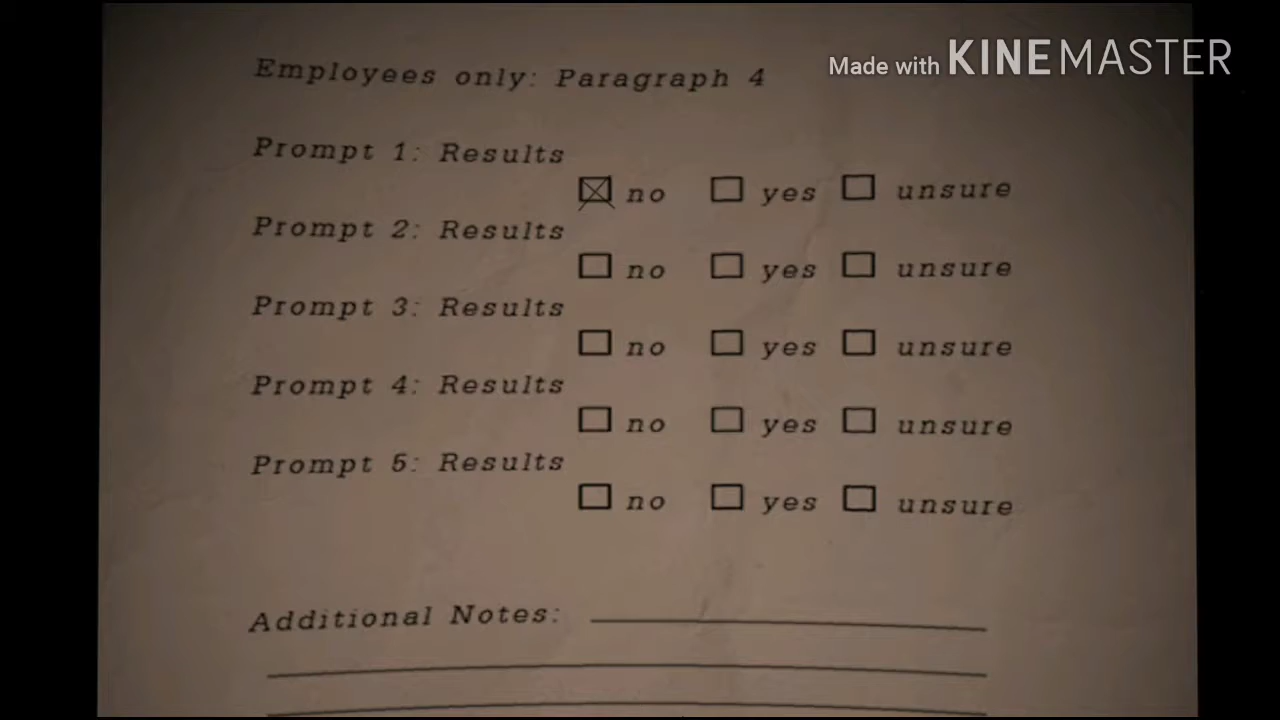 Made with KINEMASTER
Employees only: Paragraph 4
Prompt 1: Results
no yes unsure
Prompt 2: Results
no yes unsure
Prompt 3: Results
no yes unsure
Prompt 4: Results
no yes unsure
Prompt 5: Results
no yes unsure
Additional Notes: